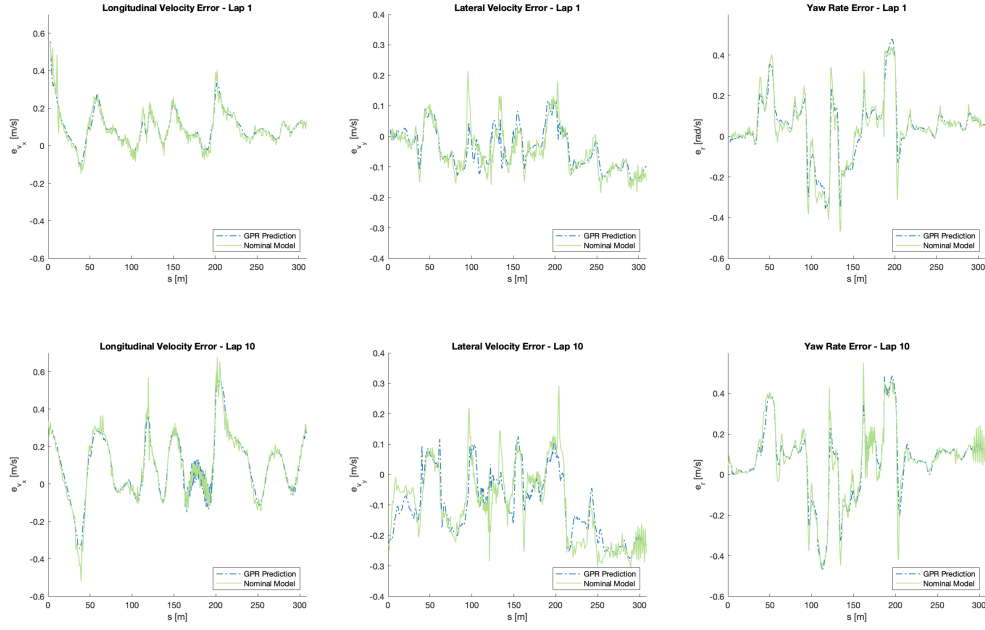 Longitudinal Velocity Error - Lap 1
0.6
0.4
0.2
0
-0.2
-0.4
-0.6
e_vx [m/s]
0 50 100 150 200 250 300
s [m]
GPR Prediction
Nominal Model
Lateral Velocity Error - Lap 1
0.4
0.3
0.2
0.1
0
-0.1
-0.2
-0.3
-0.4
e_vy [m/s]
0 50 100 150 200 250 300
s [m]
GPR Prediction
Nominal Model
Yaw Rate Error - Lap 1
0.6
0.4
0.2
0
-0.2
-0.4
-0.6
e_r [rad/s]
0 50 100 150 200 250 300
s [m]
GPR Prediction
Nominal Model
Longitudinal Velocity Error - Lap 10
0.6
0.4
0.2
0
-0.2
-0.4
-0.6
e_vx [m/s]
0 50 100 150 200 250 300
s [m]
GPR Prediction
Nominal Model
Lateral Velocity Error - Lap 10
0.4
0.3
0.2
0.1
0
-0.1
-0.2
-0.3
-0.4
e_vy [m/s]
0 50 100 150 200 250 300
s [m]
GPR Prediction
Nominal Model
Yaw Rate Error - Lap 10
0.6
0.4
0.2
0
-0.2
-0.4
-0.6
e_r [m/s]
0 50 100 150 200 250 300
s [m]
GPR Prediction
Nominal Model